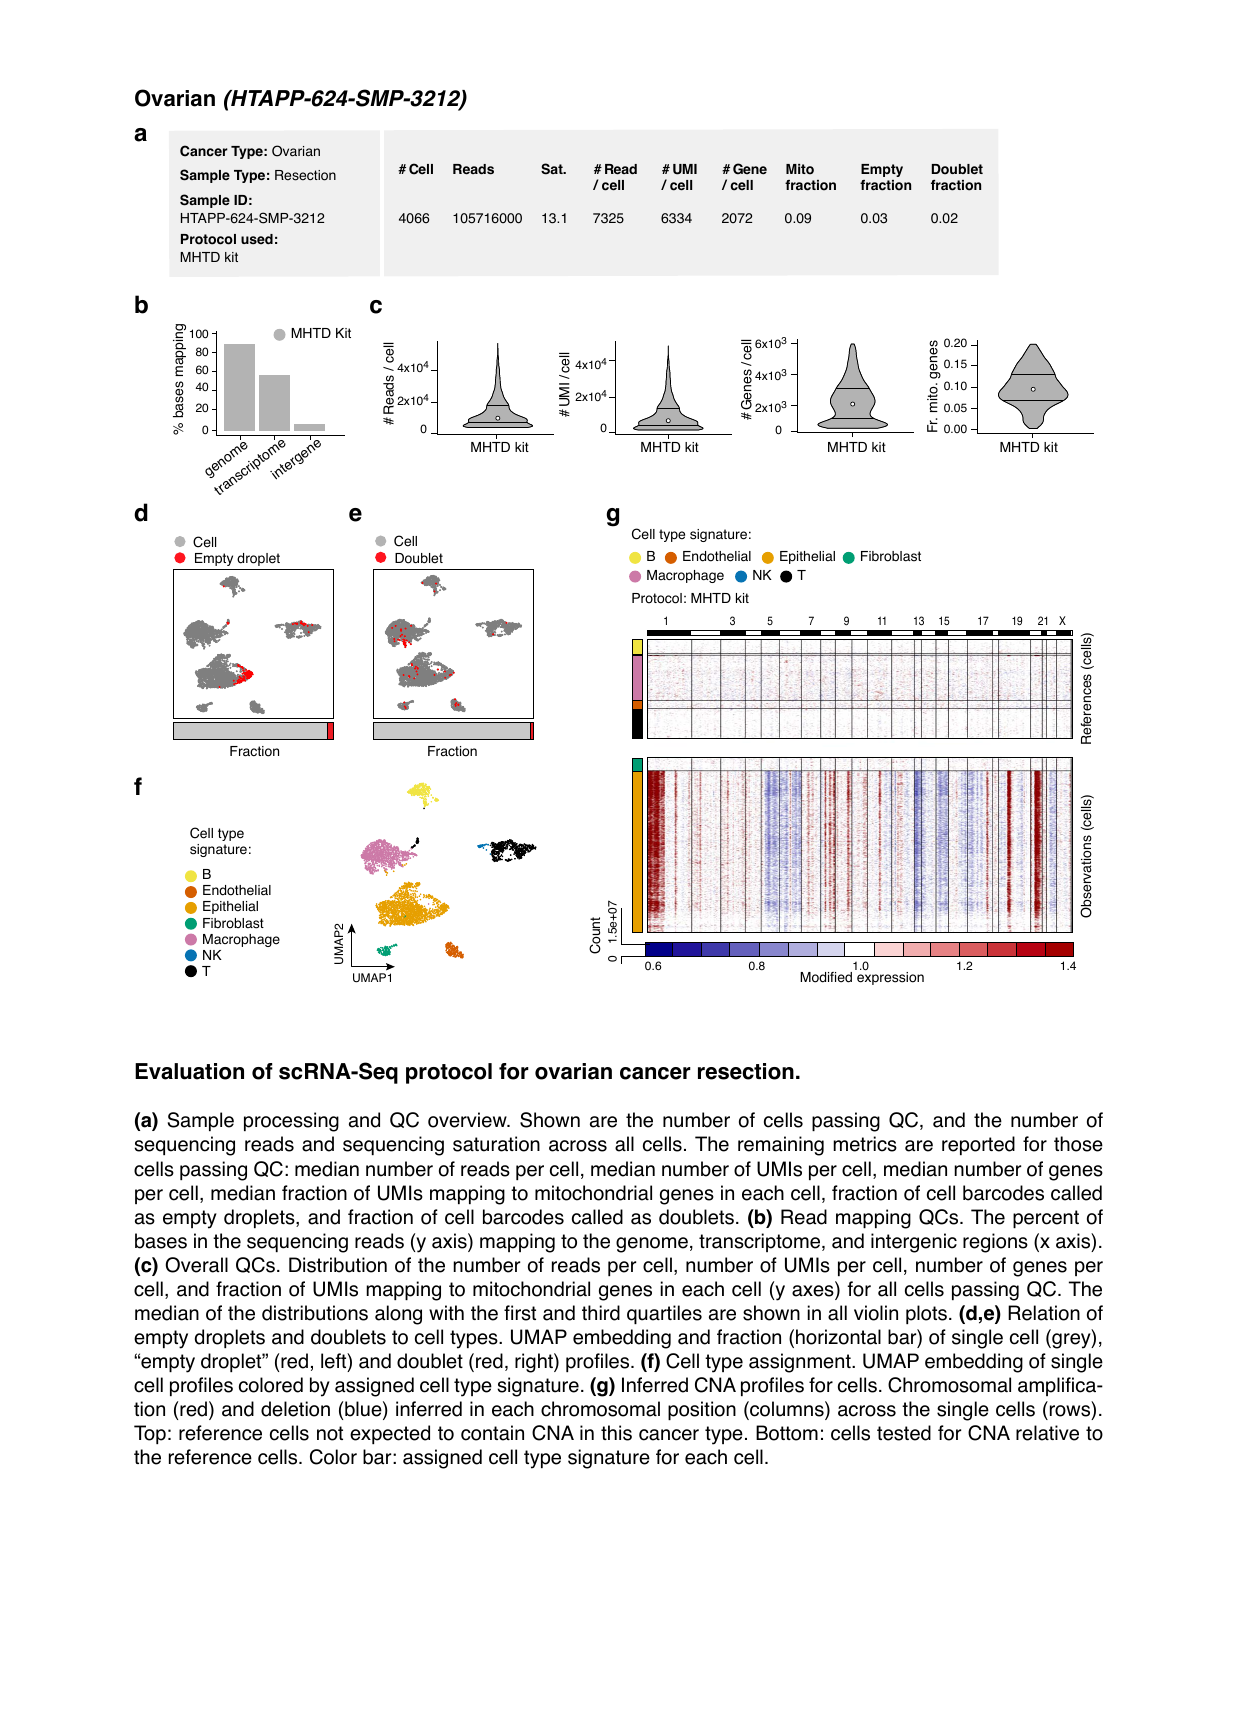 Ovarian (HTAPP-624-SMP-3212)
a
Cancer Type: Ovarian
Sample Type: Resection
Sample ID:
HTAPP-624-SMP-3212
Protocol used:
MHTD kit
# Cell Reads Sat. # Read / cell # UMI / cell # Gene / cell Mito fraction Empty fraction Doublet fraction
4066 105716000 13.1 7325 6334 2072 0.09 0.03 0.02
b
% bases mapping
100
80
60
40
20
0
MHTD Kit
genome
transcriptome
intergene
c
# Reads / cell
4x10⁴
2x10⁴
0
MHTD kit
# UMI / cell
4x10⁴
2x10⁴
0
MHTD kit
# Genes / cell
6x10³
4x10³
2x10³
0
MHTD kit
Fr. mito. genes
0.20
0.15
0.10
0.05
0.00
MHTD kit
d
Cell
Empty droplet
Fraction
e
Cell
Doublet
Fraction
f
Cell type
signature:
B
Endothelial
Epithelial
Fibroblast
Macrophage
NK
T
UMAP2
UMAP1
g
Cell type signature:
B Endothelial Epithelial Fibroblast
Macrophage NK T
Protocol: MHTD kit
1 3 5 7 9 11 13 15 17 19 21 X
References (cells)
Observations (cells)
Count
0 1.5e+07
0.6 0.8 1.0 1.2 1.4
Modified expression
Evaluation of scRNA-Seq protocol for ovarian cancer resection.
(a) Sample processing and QC overview. Shown are the number of cells passing QC, and the number of
sequencing reads and sequencing saturation across all cells. The remaining metrics are reported for those
cells passing QC: median number of reads per cell, median number of UMIs per cell, median number of genes
per cell, median fraction of UMIs mapping to mitochondrial genes in each cell, fraction of cell barcodes called
as empty droplets, and fraction of cell barcodes called as doublets. (b) Read mapping QCs. The percent of
bases in the sequencing reads (y axis) mapping to the genome, transcriptome, and intergenic regions (x axis).
(c) Overall QCs. Distribution of the number of reads per cell, number of UMIs per cell, number of genes per
cell, and fraction of UMIs mapping to mitochondrial genes in each cell (y axes) for all cells passing QC. The
median of the distributions along with the first and third quartiles are shown in all violin plots. (d,e) Relation of
empty droplets and doublets to cell types. UMAP embedding and fraction (horizontal bar) of single cell (grey),
“empty droplet” (red, left) and doublet (red, right) profiles. (f) Cell type assignment. UMAP embedding of single
cell profiles colored by assigned cell type signature. (g) Inferred CNA profiles for cells. Chromosomal amplifica-
tion (red) and deletion (blue) inferred in each chromosomal position (columns) across the single cells (rows).
Top: reference cells not expected to contain CNA in this cancer type. Bottom: cells tested for CNA relative to
the reference cells. Color bar: assigned cell type signature for each cell.